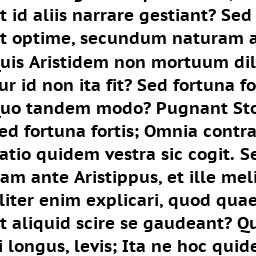 t id aliis narrare gestiant? Sed
t optime, secundum naturam a
uis Aristidem non mortuum dil
ur id non ita fit? Sed fortuna fo
uo tandem modo? Pugnant Sto
ed fortuna fortis; Omnia contra
atio quidem vestra sic cogit. Se
am ante Aristippus, et ille meli
liter enim explicari, quod quae
t aliquid scire se gaudeant? Qu
i longus, levis; Ita ne hoc quide